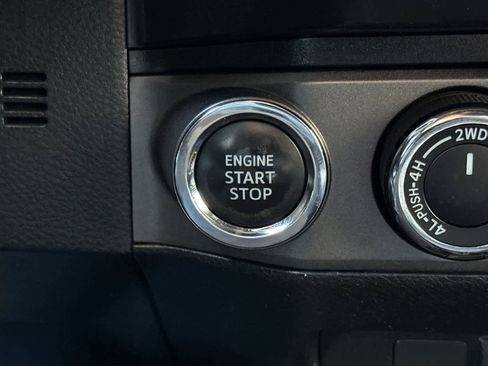 ENGINE
START
STOP
2WD
4L-PUSH-4H